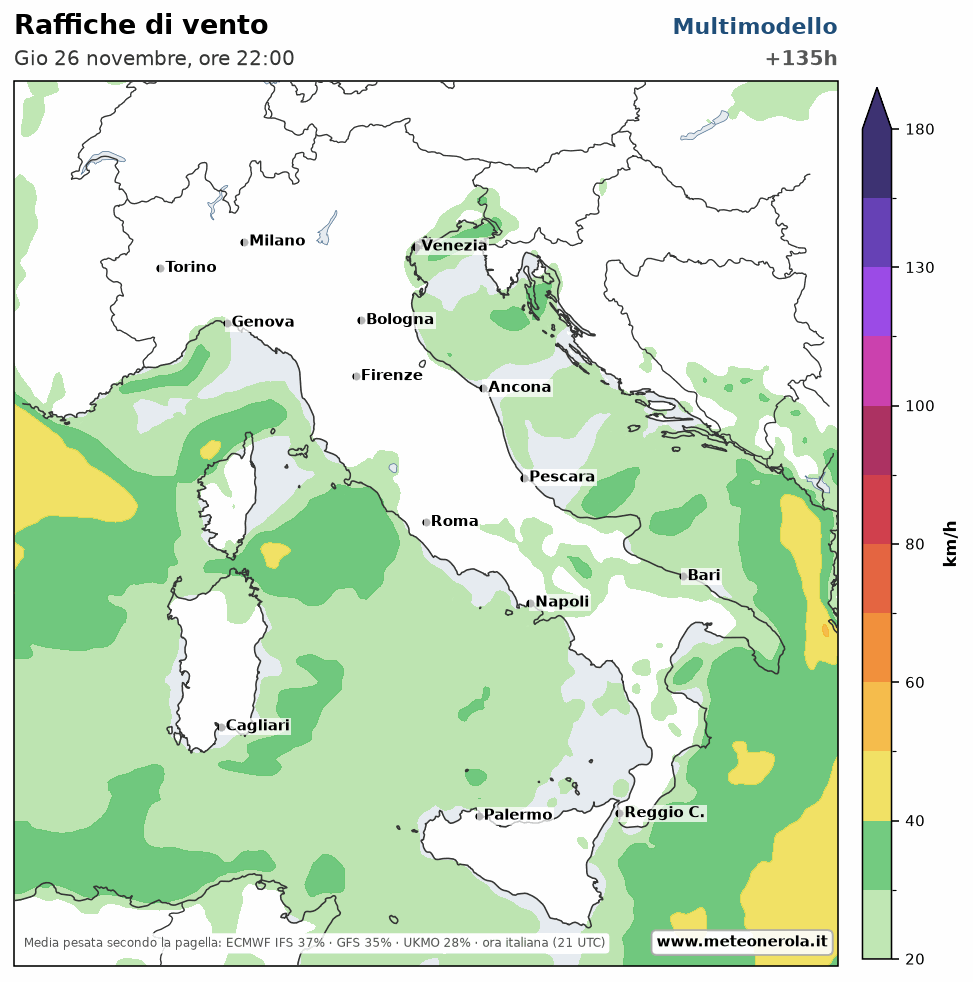 Raffiche di vento
Multimodello
Gio 26 novembre, ore 22:00
+135h
180
Venezia
Milano
Torino
130
Bologna
Genova
Firenze
Ancona
100
Pescara
Roma
80
km/h
Bari
Napoli
60
Cagliari
Palermo
Reggio C.
40
Media pesata secondo la pagella: ECMWF IFS 37% · GFS 35% · UKMO 28% · ora italiana (21 UTC)
www.meteonerola.it
20